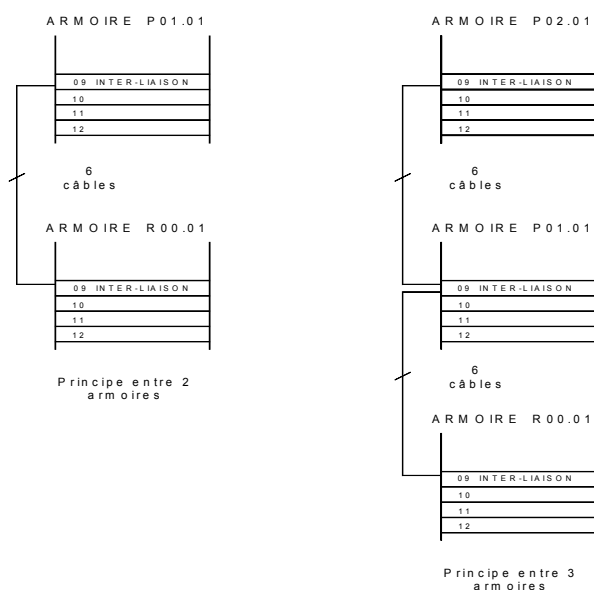 ARMOIRE P01.01
09 INTER-LIAISON
10
11
12
6
câbles
ARMOIRE R00.01
09 INTER-LIAISON
10
11
12
Principe entre 2
armoires
ARMOIRE P02.01
09 INTER-LIAISON
10
11
12
6
câbles
ARMOIRE P01.01
09 INTER-LIAISON
10
11
12
6
câbles
ARMOIRE R00.01
09 INTER-LIAISON
10
11
12
Principe entre 3
armoires